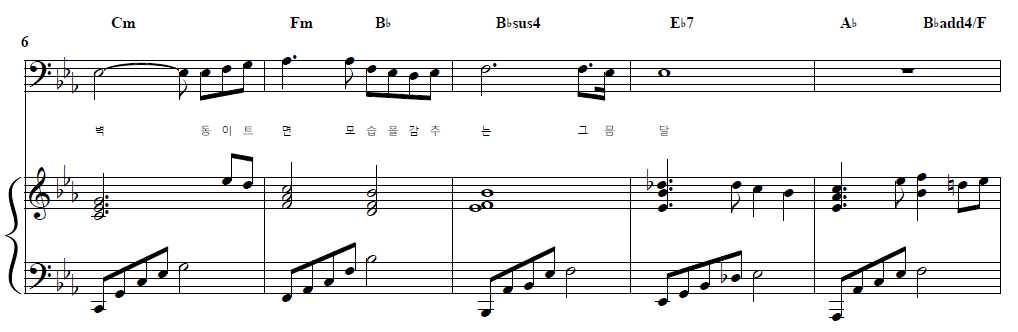 Cm Fm B♭ B♭sus4 E♭7 A♭ B♭add4/F
6
벽 동 이 트 면 모 습 을 감 추 는 그 믐 달